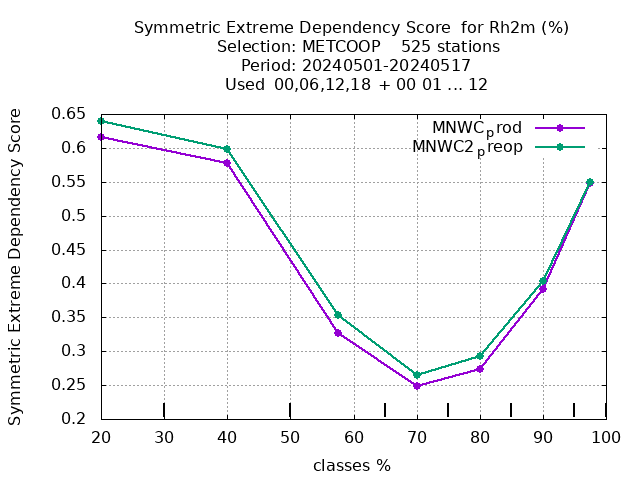 Symmetric Extreme Dependency Score for Rh2m (%)
Selection: METCOOP 525 stations
Period: 20240501-20240517
Used 00,06,12,18 + 00 01 ... 12
Symmetric Extreme Dependency Score
0.65
0.6
0.55
0.5
0.45
0.4
0.35
0.3
0.25
0.2
MNWCprod
MNWC2preop
20 30 40 50 60 70 80 90 100
classes %